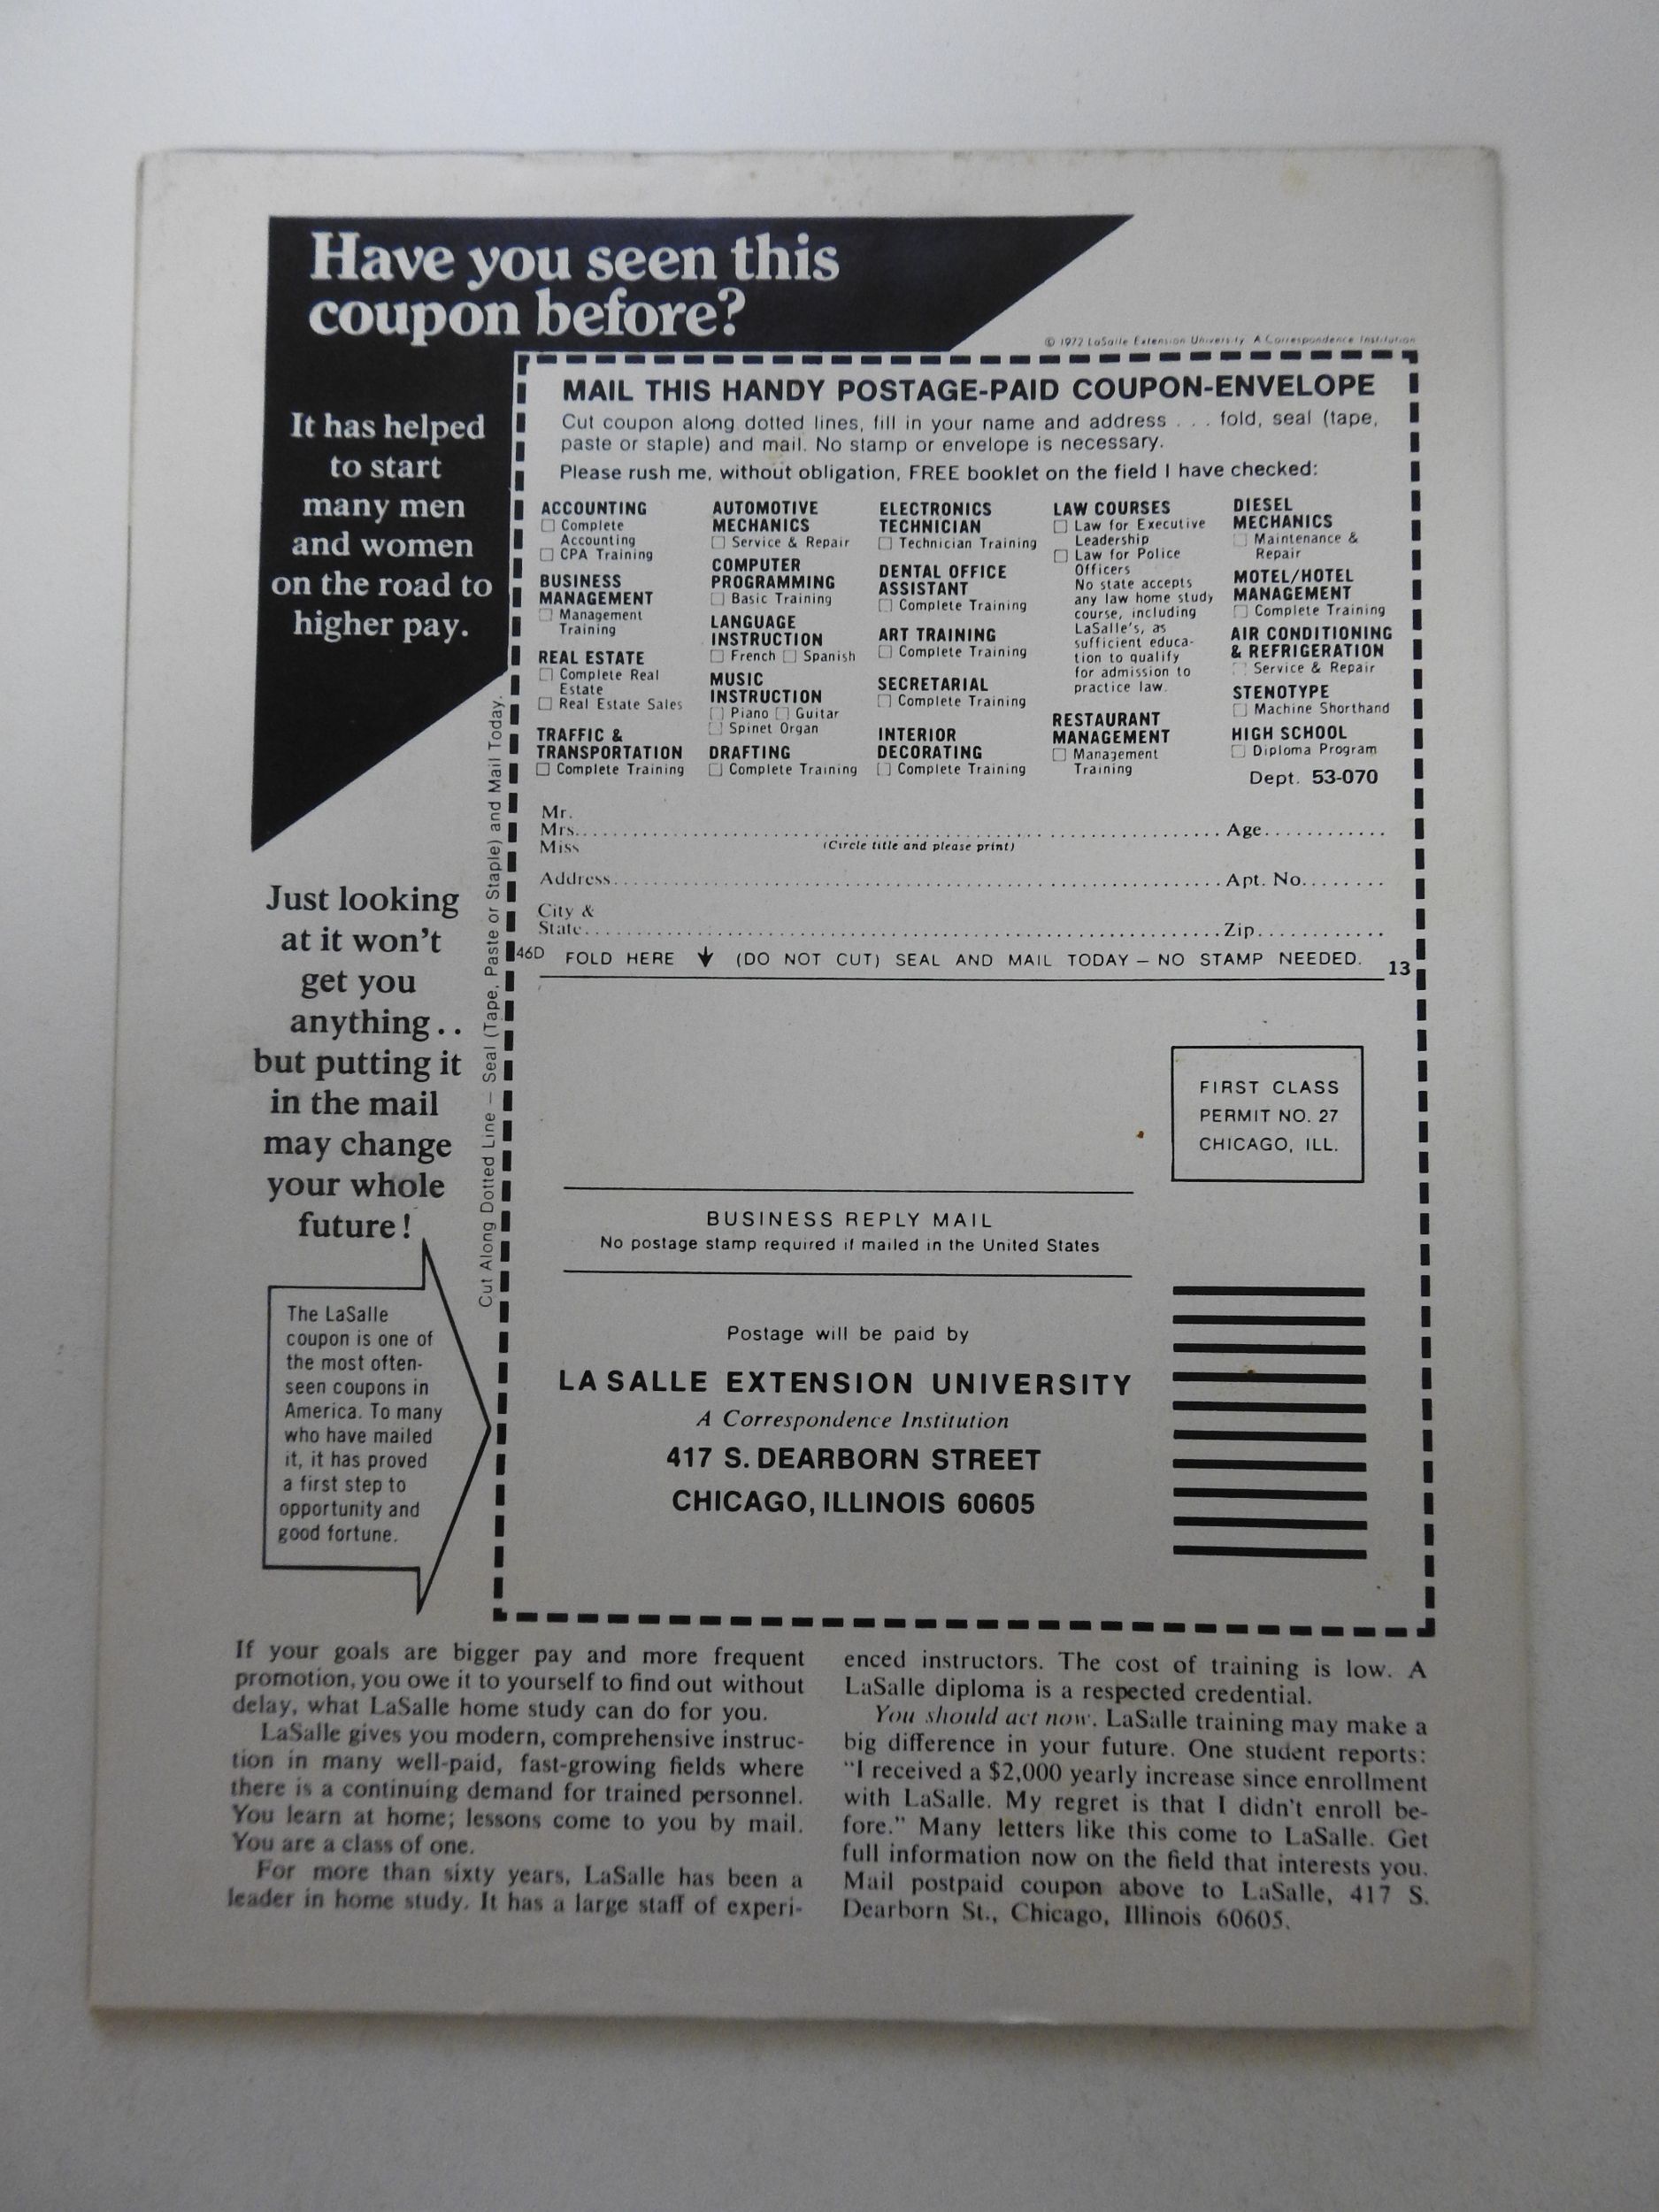 Have you seen this
coupon before?
It has helped
to start
many men
and women
on the road to
higher pay.
Just looking
at it won't
get you
anything..
but putting it
in the mail
may change
your whole
future!
The LaSalle
coupon is one of
the most often-
seen coupons in
America. To many
who have mailed
it, it has proved
a first step to
opportunity and
good fortune.
Cut Along Dotted Line — Seal (Tape, Paste or Staple) and Mail Today.
© 1972 LaSalle Extension University A Correspondence Institution
MAIL THIS HANDY POSTAGE-PAID COUPON-ENVELOPE
Cut coupon along dotted lines, fill in your name and address . . . fold, seal (tape,
paste or staple) and mail. No stamp or envelope is necessary.
Please rush me, without obligation, FREE booklet on the field I have checked:
ACCOUNTING
☐ Complete
Accounting
☐ CPA Training
BUSINESS
MANAGEMENT
☐ Management
Training
REAL ESTATE
☐ Complete Real
Estate
☐ Real Estate Sales
TRAFFIC &
TRANSPORTATION
☐ Complete Training
AUTOMOTIVE
MECHANICS
☐ Service & Repair
COMPUTER
PROGRAMMING
☐ Basic Training
LANGUAGE
INSTRUCTION
☐ French ☐ Spanish
MUSIC
INSTRUCTION
☐ Piano ☐ Guitar
☐ Spinet Organ
DRAFTING
☐ Complete Training
ELECTRONICS
TECHNICIAN
☐ Technician Training
DENTAL OFFICE
ASSISTANT
☐ Complete Training
ART TRAINING
☐ Complete Training
SECRETARIAL
☐ Complete Training
INTERIOR
DECORATING
☐ Complete Training
LAW COURSES
☐ Law for Executive
Leadership
☐ Law for Police
Officers
No state accepts
any law home study
course, including
LaSalle's, as
sufficient educa-
tion to qualify
for admission to
practice law.
RESTAURANT
MANAGEMENT
☐ Management
Training
DIESEL
MECHANICS
☐ Maintenance &
Repair
MOTEL/HOTEL
MANAGEMENT
☐ Complete Training
AIR CONDITIONING
& REFRIGERATION
☐ Service & Repair
STENOTYPE
☐ Machine Shorthand
HIGH SCHOOL
☐ Diploma Program
Dept. 53-070
Mr.
Mrs. Age
Miss (Circle title and please print)
Address Apt. No.
City &
State Zip
46D FOLD HERE ↓ (DO NOT CUT) SEAL AND MAIL TODAY — NO STAMP NEEDED. 13
FIRST CLASS
PERMIT NO. 27
CHICAGO, ILL.
BUSINESS REPLY MAIL
No postage stamp required if mailed in the United States
Postage will be paid by
LA SALLE EXTENSION UNIVERSITY
A Correspondence Institution
417 S. DEARBORN STREET
CHICAGO, ILLINOIS 60605
If your goals are bigger pay and more frequent
promotion, you owe it to yourself to find out without
delay, what LaSalle home study can do for you.
LaSalle gives you modern, comprehensive instruc-
tion in many well-paid, fast-growing fields where
there is a continuing demand for trained personnel.
You learn at home; lessons come to you by mail.
You are a class of one.
For more than sixty years, LaSalle has been a
leader in home study. It has a large staff of experi-
enced instructors. The cost of training is low. A
LaSalle diploma is a respected credential.
You should act now. LaSalle training may make a
big difference in your future. One student reports:
"I received a $2,000 yearly increase since enrollment
with LaSalle. My regret is that I didn't enroll be-
fore." Many letters like this come to LaSalle. Get
full information now on the field that interests you.
Mail postpaid coupon above to LaSalle, 417 S.
Dearborn St., Chicago, Illinois 60605.